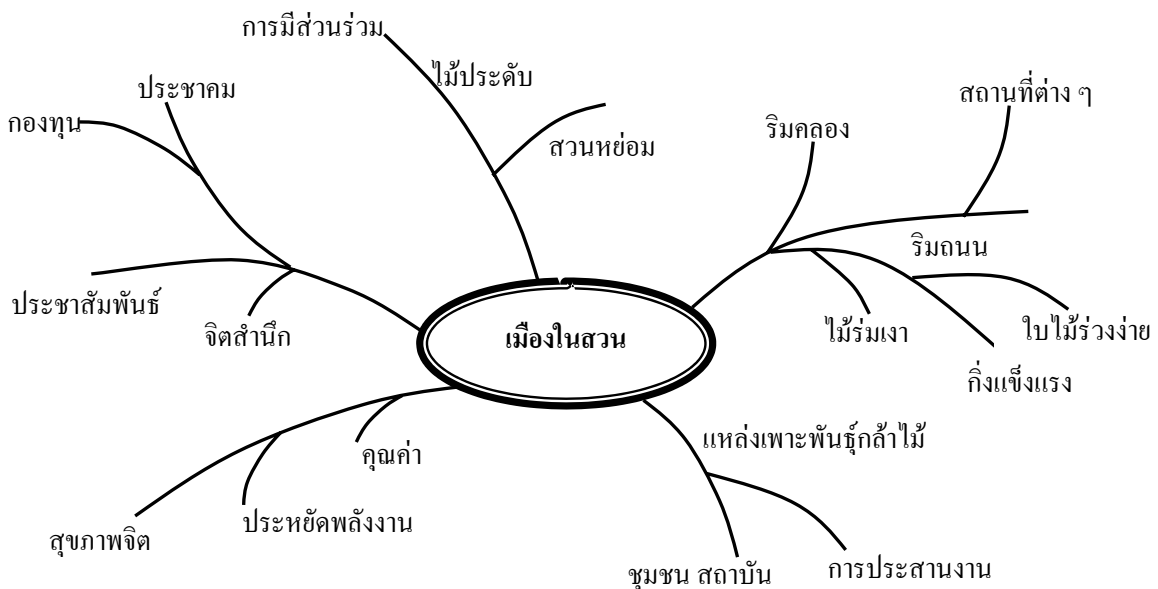 การมีส่วนร่วม
ไม้ประดับ
ประชาคม
สถานที่ต่าง ๆ
กองทุน
ริมคลอง
สวนหย่อม
ริมถนน
ประชาสัมพันธ์
จิตสำนึก
เมืองในสวน
ไม้ร่มเงา
ใบไม้ร่วงง่าย
กิ่งแข็งแรง
แหล่งเพาะพันธุ์กล้าไม้
คุณค่า
ประหยัดพลังงาน
สุขภาพจิต
ชุมชน สถาบัน
การประสานงาน